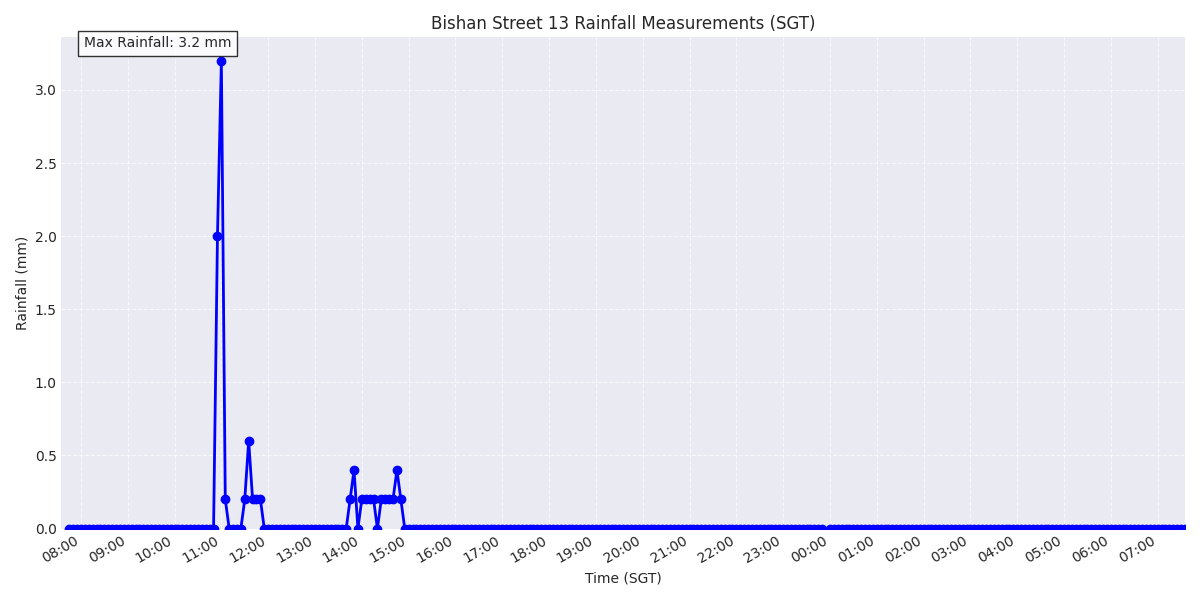 Bishan Street 13 Rainfall Measurements (SGT)
Max Rainfall: 3.2 mm
3.0
2.5
2.0
1.5
1.0
0.5
0.0
Rainfall (mm)
08:00 09:00 10:00 11:00 12:00 13:00 14:00 15:00 16:00 17:00 18:00 19:00 20:00 21:00 22:00 23:00 00:00 01:00 02:00 03:00 04:00 05:00 06:00 07:00
Time (SGT)